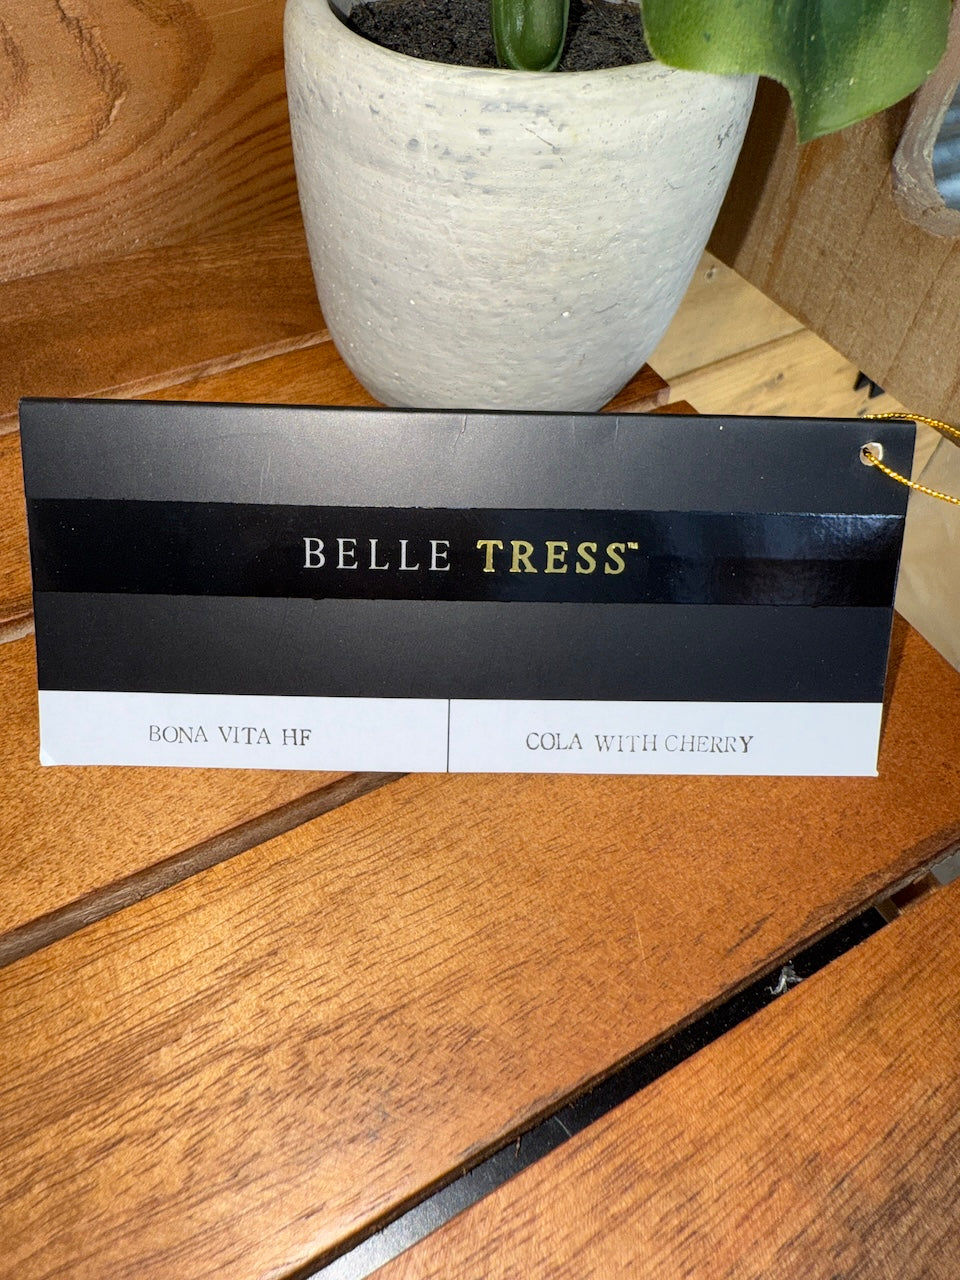 BELLE TRESS™
BONA VITA HF
COLA WITH CHERRY